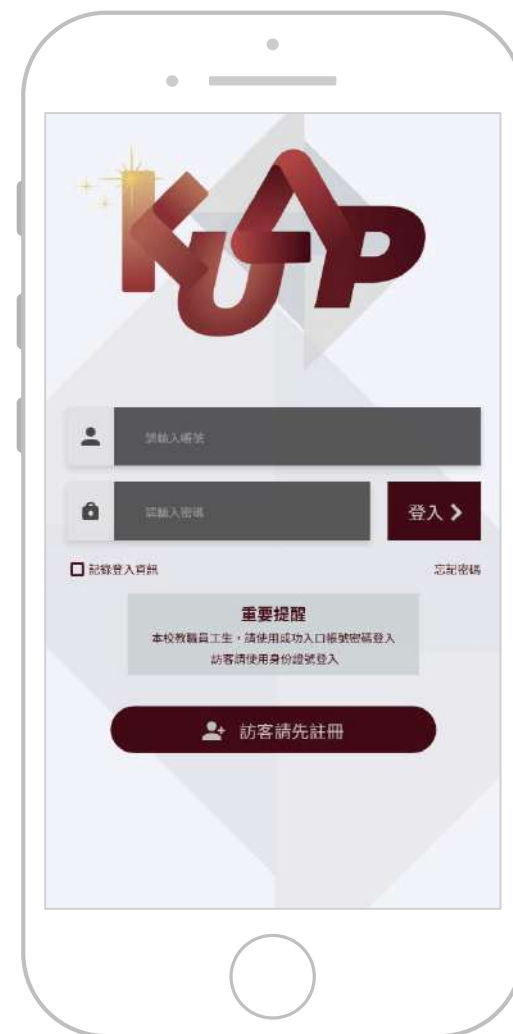 KUAP
請輸入帳號
請輸入密碼
登入
記錄登入資訊
忘記密碼
重要提醒
本校教職員工生，請使用成功入口帳號密碼登入
訪客請使用身份證號登入
訪客請先註冊